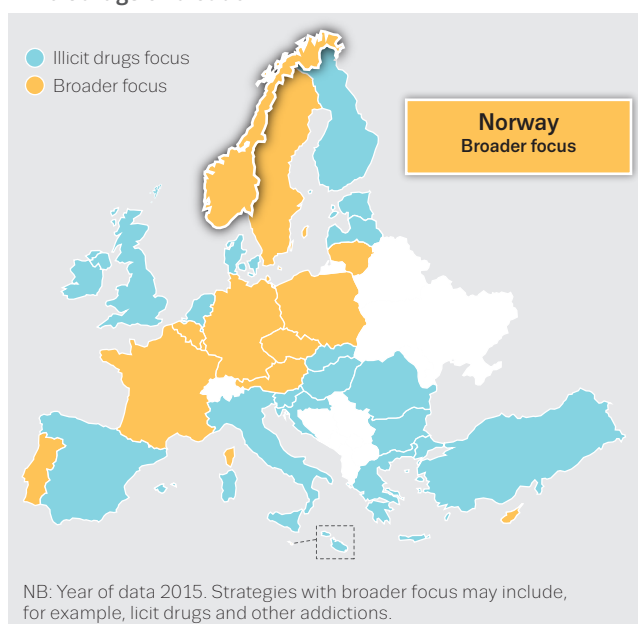 Illicit drugs focus
Broader focus
Norway
Broader focus
NB: Year of data 2015. Strategies with broader focus may include,
for example, licit drugs and other addictions.